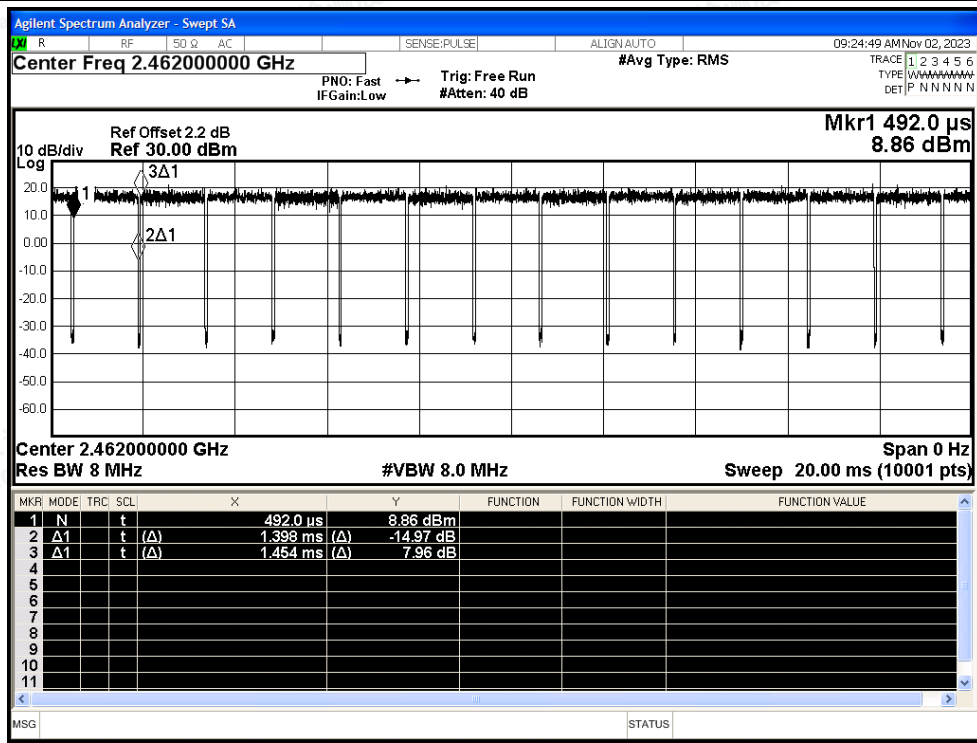 Agilent Spectrum Analyzer - Swept SA
LXI R RF 50 Ω AC SENSE:PULSE ALIGN AUTO 09:24:49 AM Nov 02, 2023
Center Freq 2.462000000 GHz #Avg Type: RMS TRACE 1 2 3 4 5 6
PNO: Fast Trig: Free Run TYPE WWWWWW
IFGain:Low #Atten: 40 dB DET P N N N N N
Mkr1 492.0 µs
Ref Offset 2.2 dB
10 dB/div Ref 30.00 dBm 8.86 dBm
Log
3Δ1
20.0
1
10.0
2Δ1
0.00
-10.0
-20.0
-30.0
-40.0
-50.0
-60.0
Center 2.462000000 GHz Span 0 Hz
Res BW 8 MHz #VBW 8.0 MHz Sweep 20.00 ms (10001 pts)
MKR MODE TRC SCL X Y FUNCTION FUNCTION WIDTH FUNCTION VALUE
1 N t 492.0 µs 8.86 dBm
2 Δ1 t (Δ) 1.398 ms (Δ) -14.97 dB
3 Δ1 t (Δ) 1.454 ms (Δ) 7.96 dB
4
5
6
7
8
9
10
11
MSG STATUS